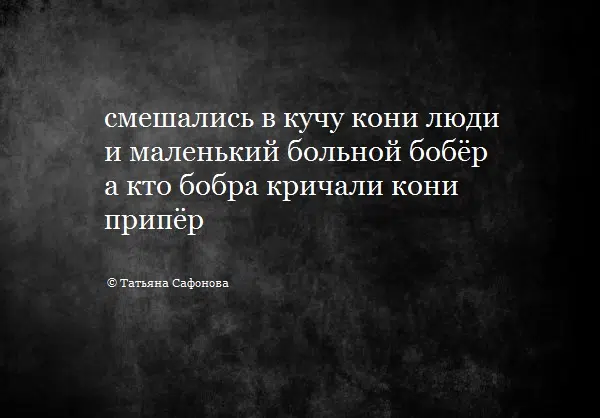 смешались в кучу кони люди
и маленький больной бобёр
а кто бобра кричали кони
припёр
© Татьяна Сафонова